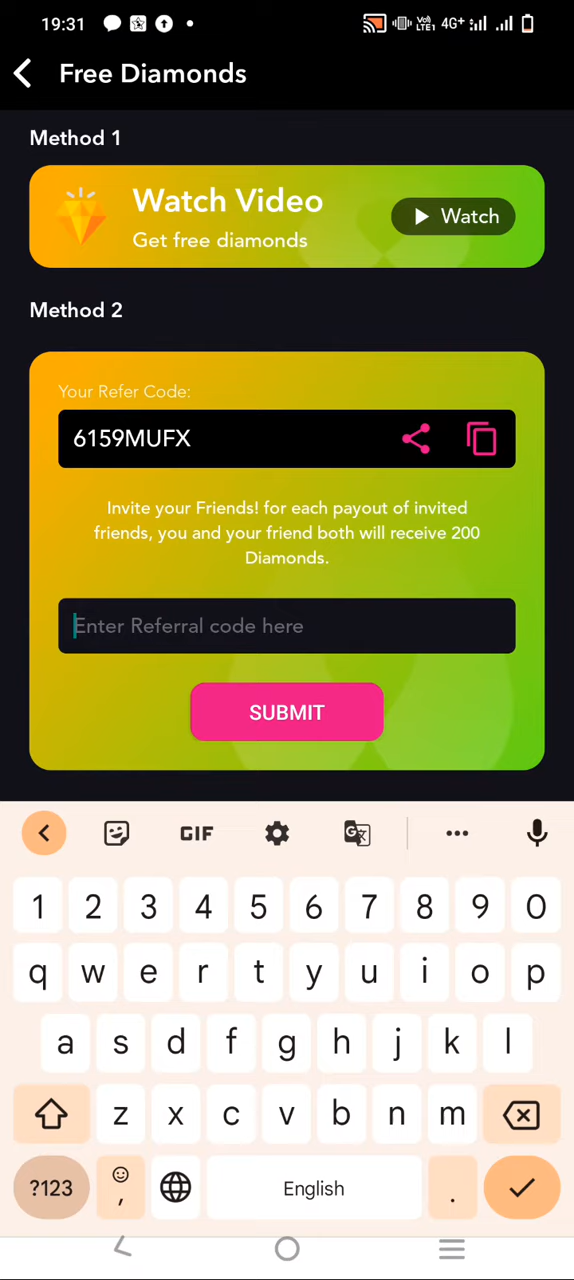 19:31
VoLTE1 4G+
Free Diamonds
Method 1
Watch Video
Get free diamonds
Watch
Method 2
Your Refer Code:
6159MUFX
Invite your Friends! for each payout of invited
friends, you and your friend both will receive 200
Diamonds.
Enter Referral code here
SUBMIT
GIF
1 2 3 4 5 6 7 8 9 0
q w e r t y u i o p
a s d f g h j k l
z x c v b n m
?123 , English .